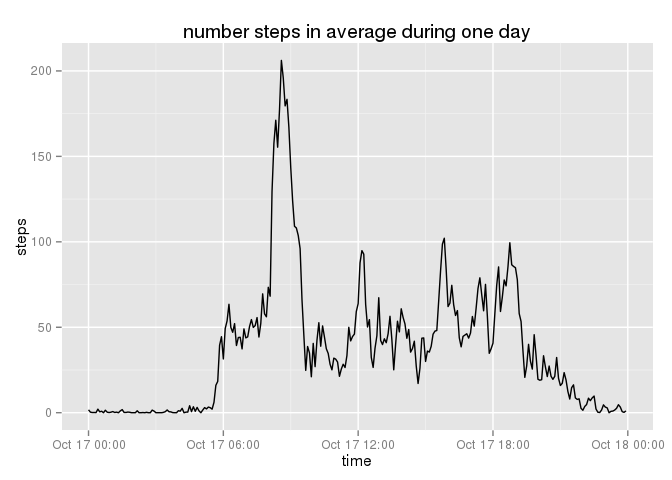 number steps in average during one day
200
150
100
50
0
steps
Oct 17 00:00
Oct 17 06:00
Oct 17 12:00
Oct 17 18:00
Oct 18 00:00
time